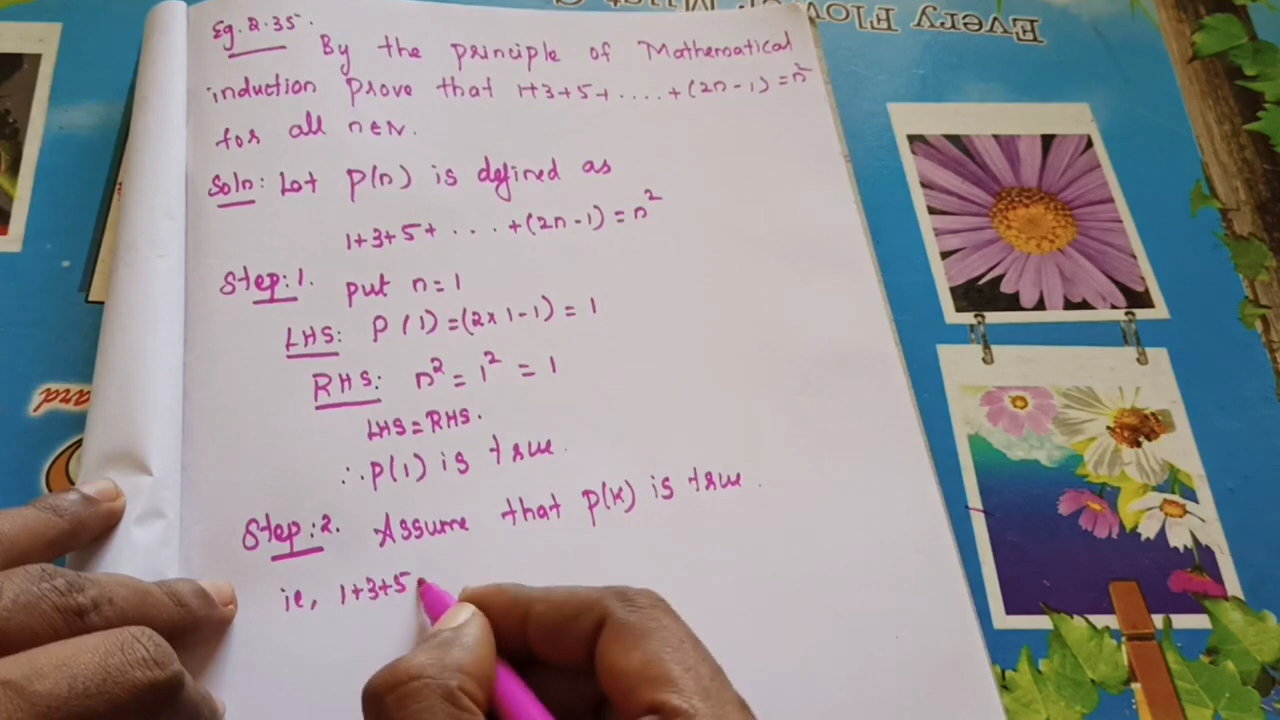 Eg. 2.35.
By the principle of Mathematical
induction prove that 1+3+5+.....+(2n-1)=n²
for all n∈N.
Soln: Let P(n) is defined as
1+3+5+....+(2n-1)=n²
Step:1. put n=1
LHS: P(1)=(2×1-1)=1
RHS: n²=1²=1
LHS=RHS.
∴P(1) is true.
Step:2. Assume that P(k) is true.
ie, 1+3+5
Every Flow
Must
ard